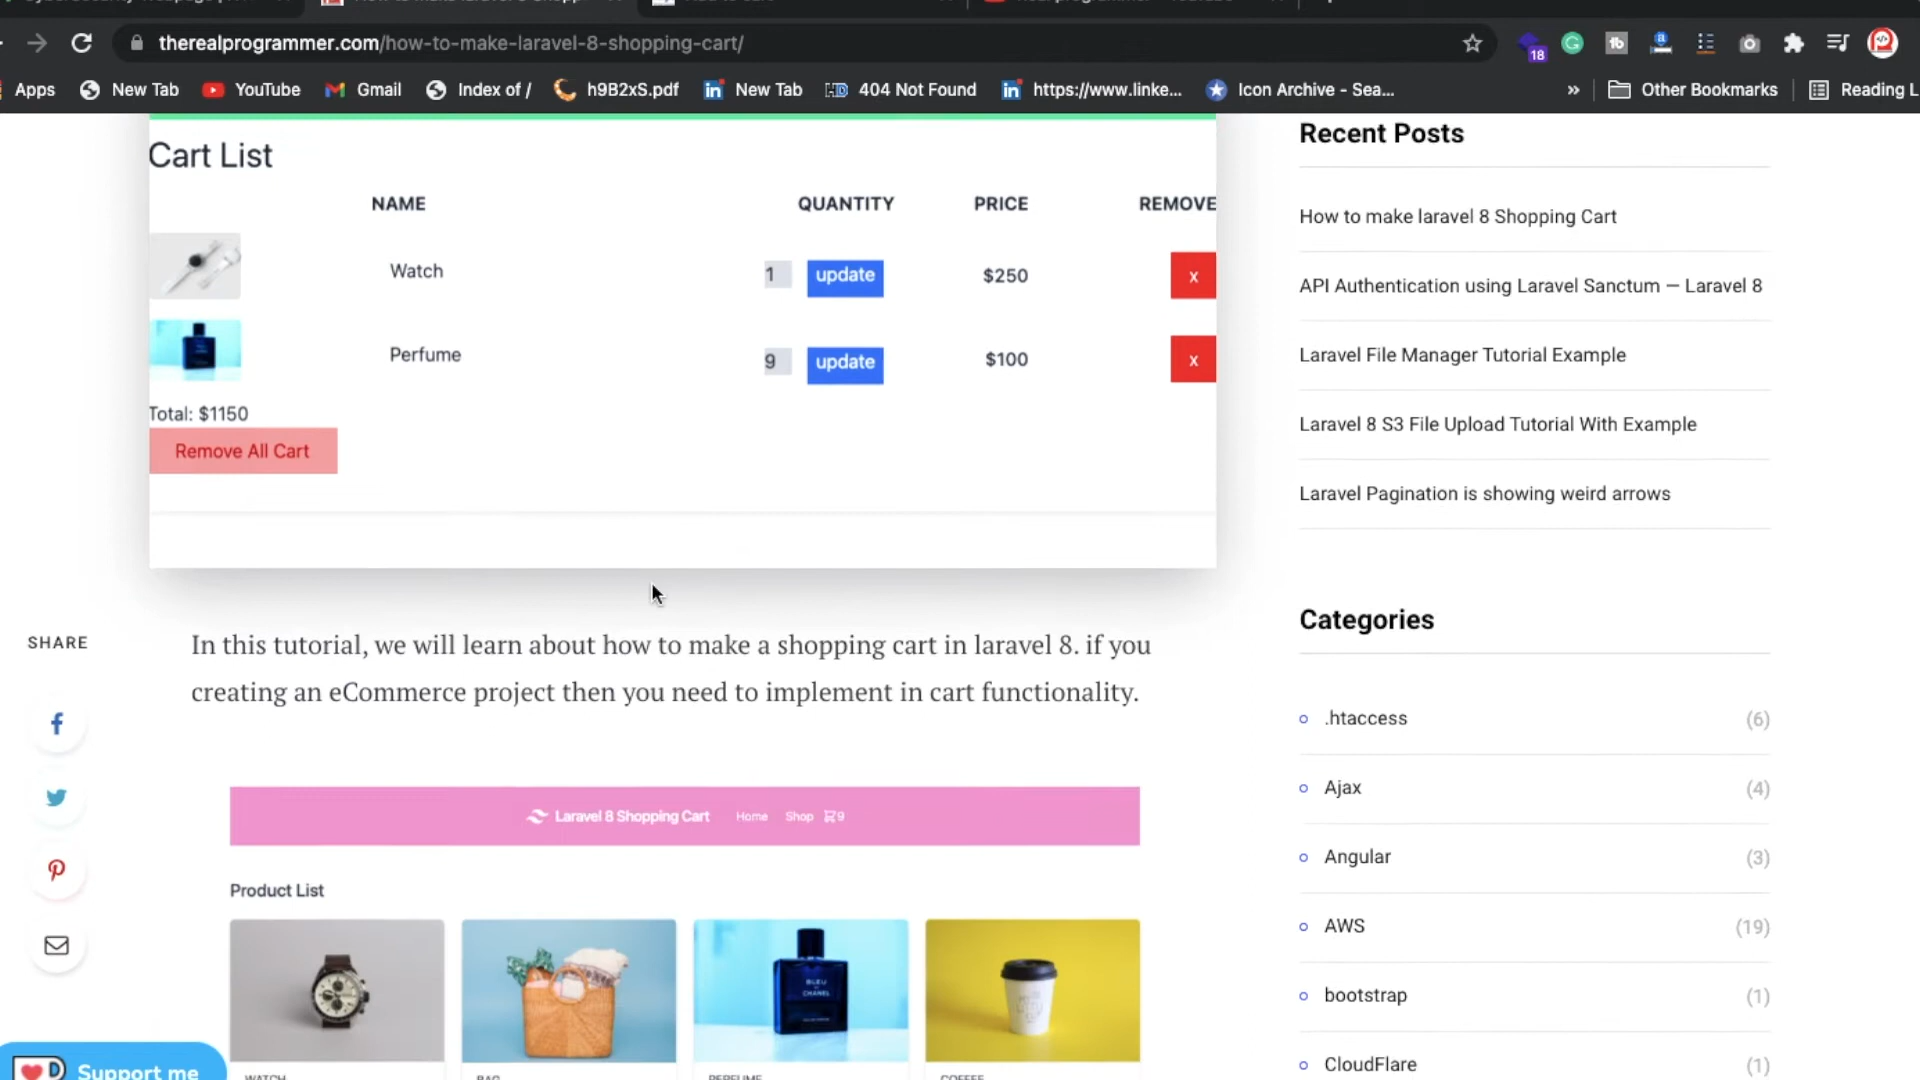 therealprogrammer.com/how-to-make-laravel-8-shopping-cart/
18
Apps New Tab YouTube Gmail Index of / h9B2xS.pdf New Tab 404 Not Found https://www.linke... Icon Archive - Sea... » Other Bookmarks Reading L
Cart List
NAME QUANTITY PRICE REMOVE
Watch 1 update $250 x
Perfume 9 update $100 x
Total: $1150
Remove All Cart
SHARE
In this tutorial, we will learn about how to make a shopping cart in laravel 8. if you
creating an eCommerce project then you need to implement in cart functionality.
Laravel 8 Shopping Cart Home Shop 9
Product List
BLEU
CHANEL
WATCH BAG PERFUME COFFEE
Support me
Recent Posts
How to make laravel 8 Shopping Cart
API Authentication using Laravel Sanctum — Laravel 8
Laravel File Manager Tutorial Example
Laravel 8 S3 File Upload Tutorial With Example
Laravel Pagination is showing weird arrows
Categories
.htaccess (6)
Ajax (4)
Angular (3)
AWS (19)
bootstrap (1)
CloudFlare (1)